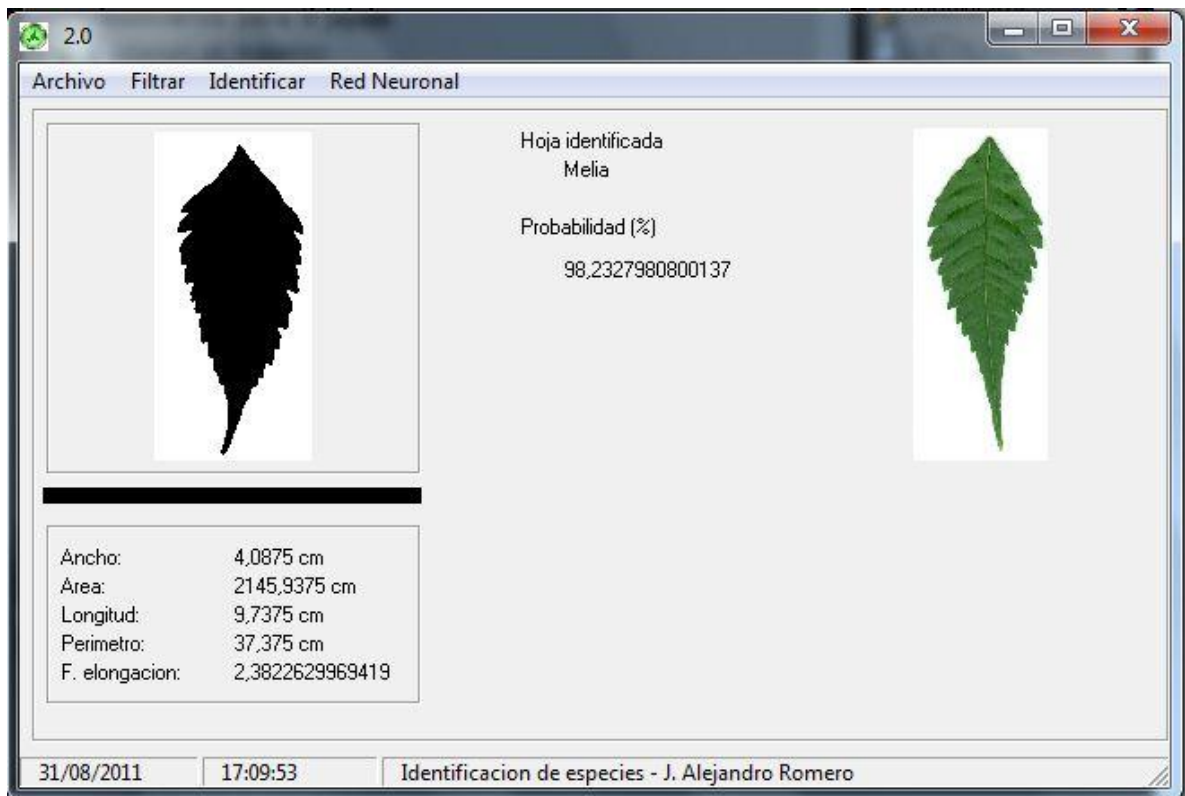 2.0
Archivo Filtrar Identificar Red Neuronal
Hoja identificada
Melia
Probabilidad (%)
98,2327980800137
Ancho: 4,0875 cm
Area: 2145,9375 cm
Longitud: 9,7375 cm
Perimetro: 37,375 cm
F. elongacion: 2,3822629969419
31/08/2011 17:09:53 Identificacion de especies - J. Alejandro Romero